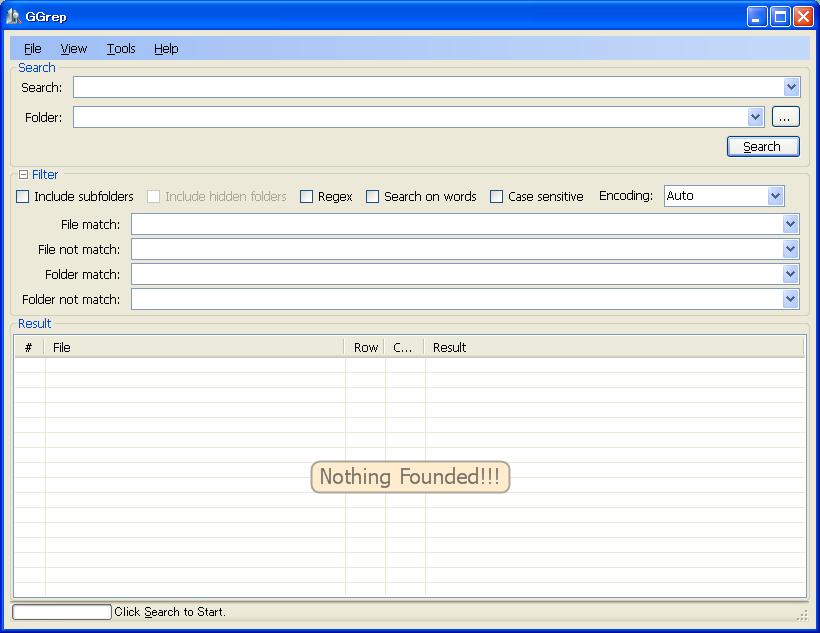 GGrep
File View Tools Help
Search
Search:
Folder: ...
Search
Filter
Include subfolders Include hidden folders Regex Search on words Case sensitive Encoding: Auto
File match:
File not match:
Folder match:
Folder not match:
Result
# File Row C... Result
Nothing Founded!!!
Click Search to Start.